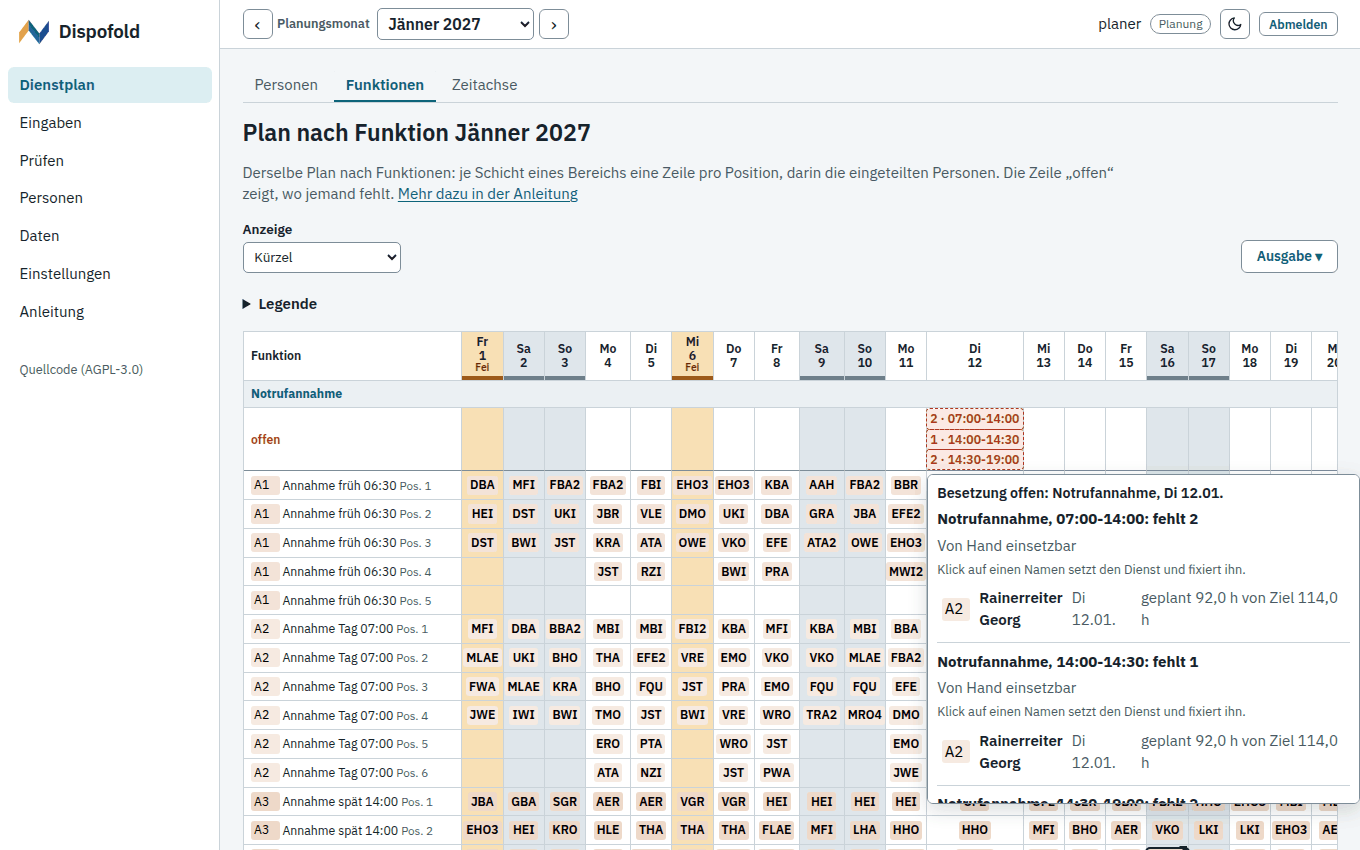 Dispofold
‹ Planungsmonat Jänner 2027 ›
planer Planung Abmelden
Dienstplan
Eingaben
Prüfen
Personen
Daten
Einstellungen
Anleitung
Quellcode (AGPL-3.0)
Personen Funktionen Zeitachse
Plan nach Funktion Jänner 2027
Derselbe Plan nach Funktionen: je Schicht eines Bereichs eine Zeile pro Position, darin die eingeteilten Personen. Die Zeile „offen“
zeigt, wo jemand fehlt. Mehr dazu in der Anleitung
Anzeige
Kürzel
Ausgabe ▾
▶ Legende
Funktion Fr 1 Fei Sa 2 So 3 Mo 4 Di 5 Mi 6 Fei Do 7 Fr 8 Sa 9 So 10 Mo 11 Di 12 Mi 13 Do 14 Fr 15 Sa 16 So 17 Mo 18 Di 19
Notrufannahme
offen
2 · 07:00-14:00
1 · 14:00-14:30
2 · 14:30-19:00
A1 Annahme früh 06:30 Pos. 1 DBA MFI FBA2 FBA2 FBI EHO3 EHO3 KBA AAH FBA2 BBR
A1 Annahme früh 06:30 Pos. 2 HEI DST UKI JBR VLE DMO UKI DBA GRA JBA EFE2
A1 Annahme früh 06:30 Pos. 3 DST BWI JST KRA ATA OWE VKO EFE ATA2 OWE EHO3
A1 Annahme früh 06:30 Pos. 4 JST RZI BWI PRA MWI2
A1 Annahme früh 06:30 Pos. 5
A2 Annahme Tag 07:00 Pos. 1 MFI DBA BBA2 MBI MBI FBI2 KBA MFI KBA MBI BBA
A2 Annahme Tag 07:00 Pos. 2 MLAE UKI BHO THA EFE2 VRE EMO VKO VKO MLAE FBA2
A2 Annahme Tag 07:00 Pos. 3 FWA MLAE KRA BHO FQU JST PRA EMO FQU FQU EFE
A2 Annahme Tag 07:00 Pos. 4 JWE IWI BWI TMO JST BWI VRE WRO TRA2 MRO4 DMO
A2 Annahme Tag 07:00 Pos. 5 ERO PTA WRO JST EMO
A2 Annahme Tag 07:00 Pos. 6 ATA NZI JST PWA JWE
A3 Annahme spät 14:00 Pos. 1 JBA GBA SGR AER AER VGR VGR HEI HEI HEI HEI
A3 Annahme spät 14:00 Pos. 2 EHO3 HEI KRO HLE THA THA THA FLAE MFI LHA HHO HHO MFI BHO AER VKO LKI LKI EHO3
Besetzung offen: Notrufannahme, Di 12.01.
Notrufannahme, 07:00-14:00: fehlt 2
Von Hand einsetzbar
Klick auf einen Namen setzt den Dienst und fixiert ihn.
A2 Rainerreiter Georg Di 12.01. geplant 92,0 h von Ziel 114,0 h
Notrufannahme, 14:00-14:30: fehlt 1
Von Hand einsetzbar
Klick auf einen Namen setzt den Dienst und fixiert ihn.
A2 Rainerreiter Georg Di 12.01. geplant 92,0 h von Ziel 114,0 h